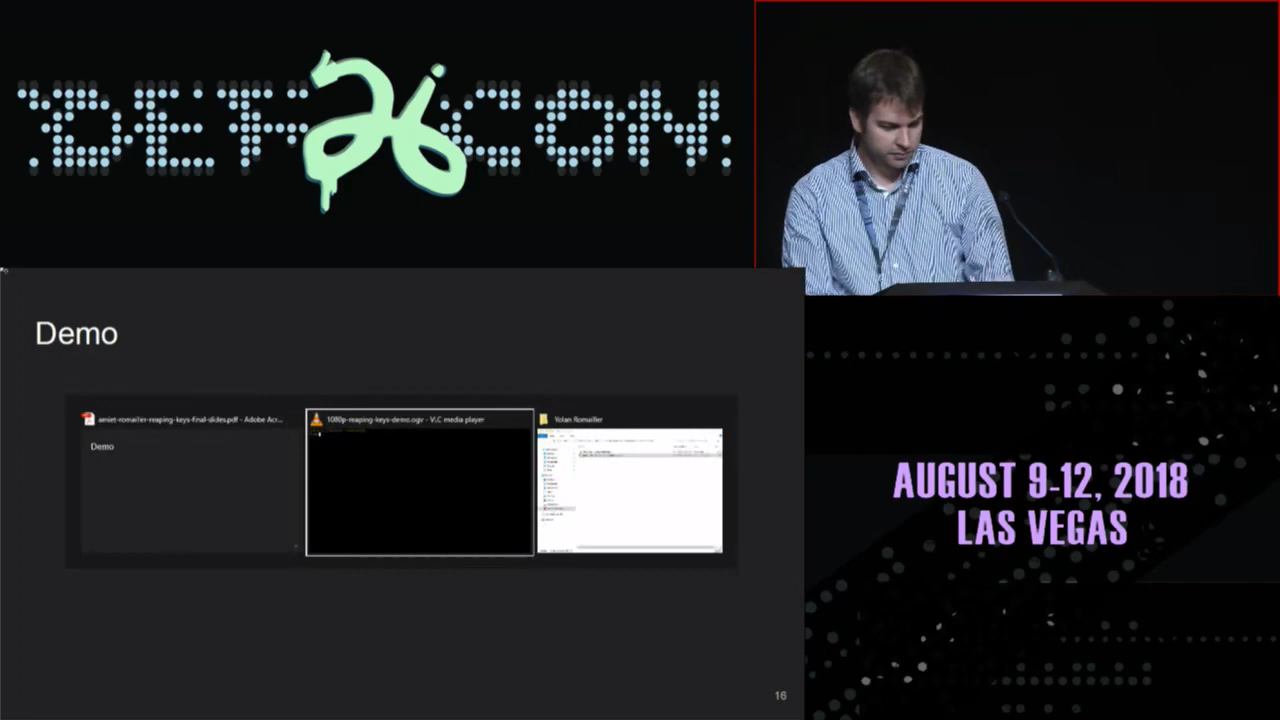 DEF 26 CON
Demo
amiet-romailler-reaping-keys-final-slides.pdf - Adobe Acr...
1080p-reaping-keys-demo.ogv - VLC media player
Yolan Romailler
Demo
AUGUST 9-12, 2018
LAS VEGAS
16